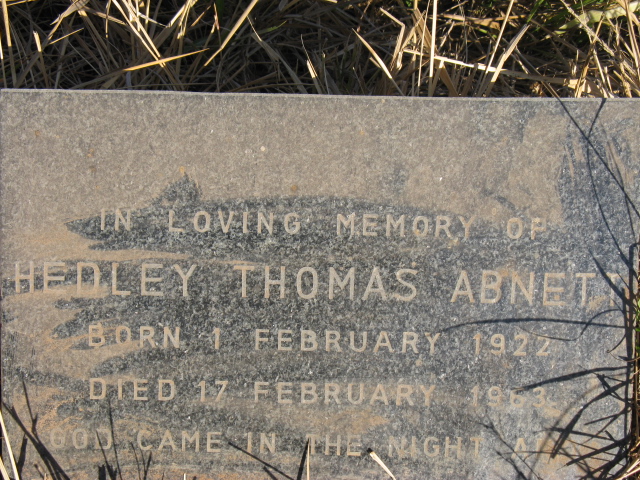 IN LOVING MEMORY OF
HEDLEY THOMAS ABNETT
BORN 1 FEBRUARY 1922
DIED 17 FEBRUARY 1963
GOD CAME IN THE NIGHT